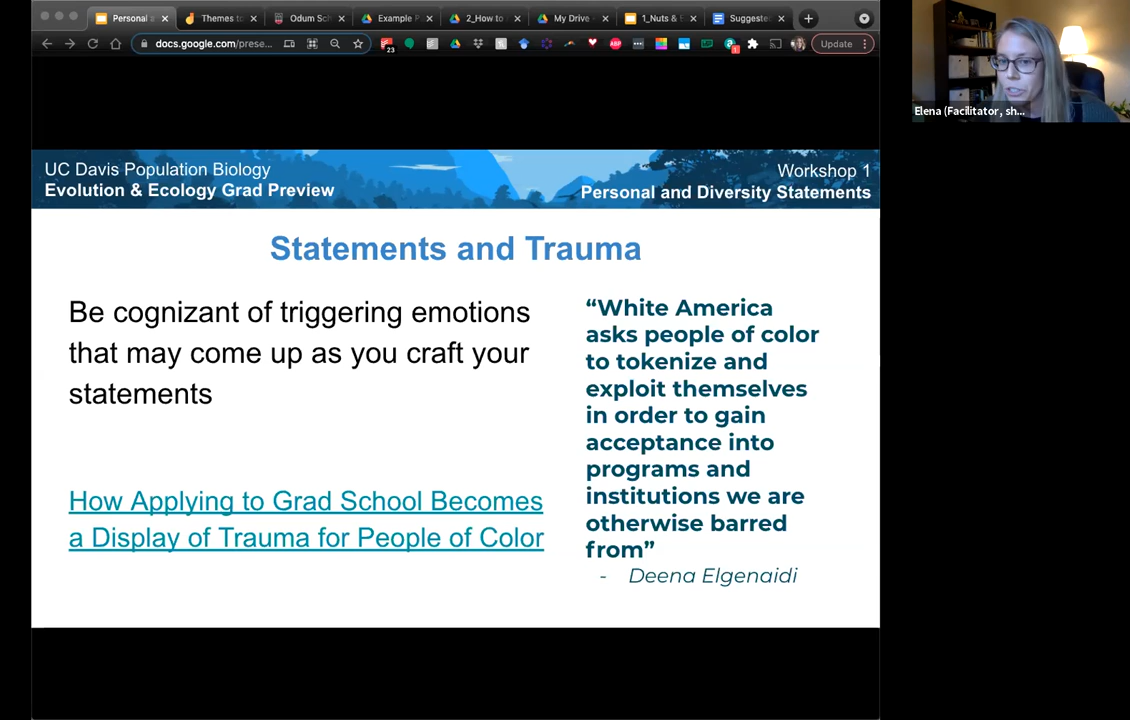 Personal a
Themes to
Odum Sch
Example P
2_How to
My Drive -
1_Nuts & 
Suggested
docs.google.com/prese...
23
ABP
1
Update
Elena (Facilitator, sh...
UC Davis Population Biology
Evolution & Ecology Grad Preview
Workshop 1
Personal and Diversity Statements
Statements and Trauma
Be cognizant of triggering emotions
that may come up as you craft your
statements
How Applying to Grad School Becomes
a Display of Trauma for People of Color
“White America
asks people of color
to tokenize and
exploit themselves
in order to gain
acceptance into
programs and
institutions we are
otherwise barred
from”
- Deena Elgenaidi